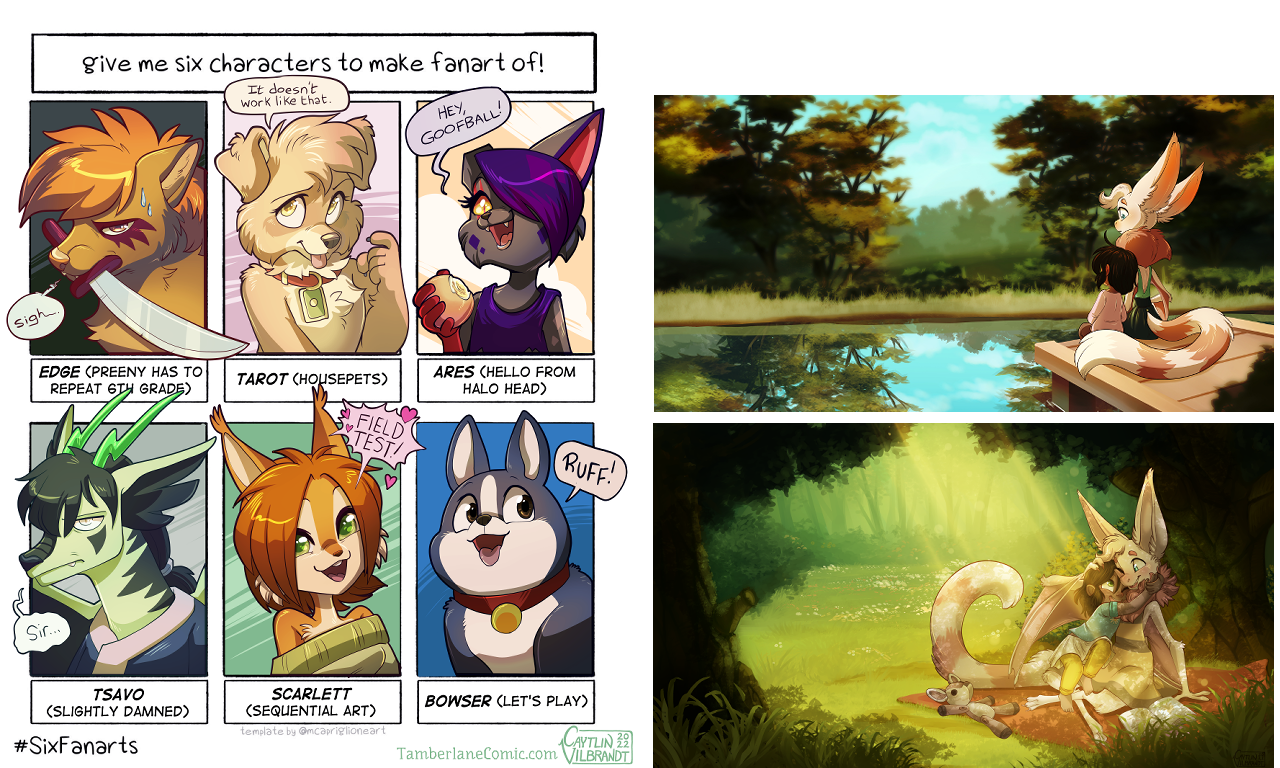 give me six characters to make fanart of!
It doesn't
work like that.
HEY,
GOOFBALL!
sigh...
EDGE (PREENY HAS TO
REPEAT 6TH GRADE)
TAROT (HOUSEPETS)
ARES (HELLO FROM
HALO HEAD)
FIELD
TEST!
RUFF!
Sir...
TSAVO
(SLIGHTLY DAMNED)
SCARLETT
(SEQUENTIAL ART)
BOWSER (LET'S PLAY)
template by @mcapriglioneart
#SixFanarts
TamberlaneComic.com
CAYTLIN
VILBRANDT
2022